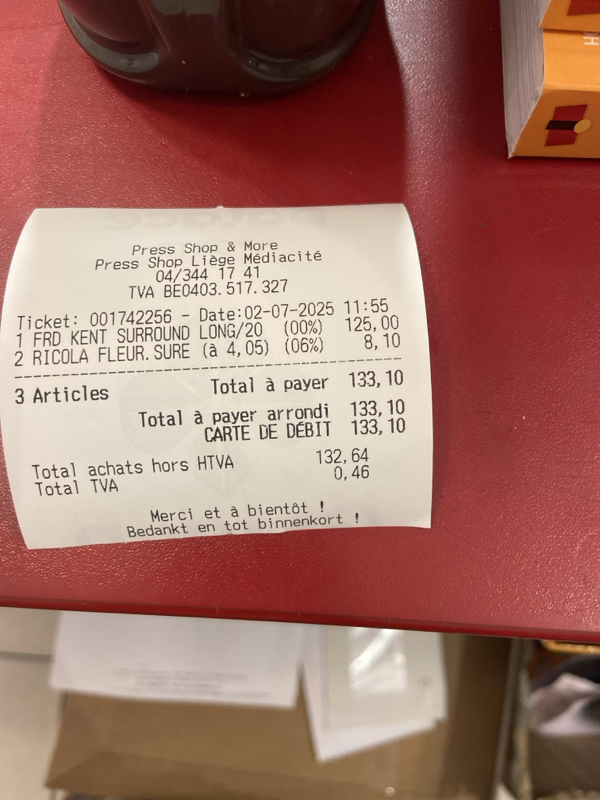 Press Shop & More
Press Shop Liège Médiacité
04/344 17 41
TVA BE0403.517.327
Ticket: 001742256 - Date:02-07-2025 11:55
1 FRD KENT SURROUND LONG/20 (00%) 125,00
2 RICOLA FLEUR.SURE (à 4,05) (06%) 8,10
3 Articles Total à payer 133,10
Total à payer arrondi 133,10
CARTE DE DÉBIT 133,10
Total achats hors HTVA 132,64
Total TVA 0,46
Merci et à bientôt !
Bedankt en tot binnenkort !